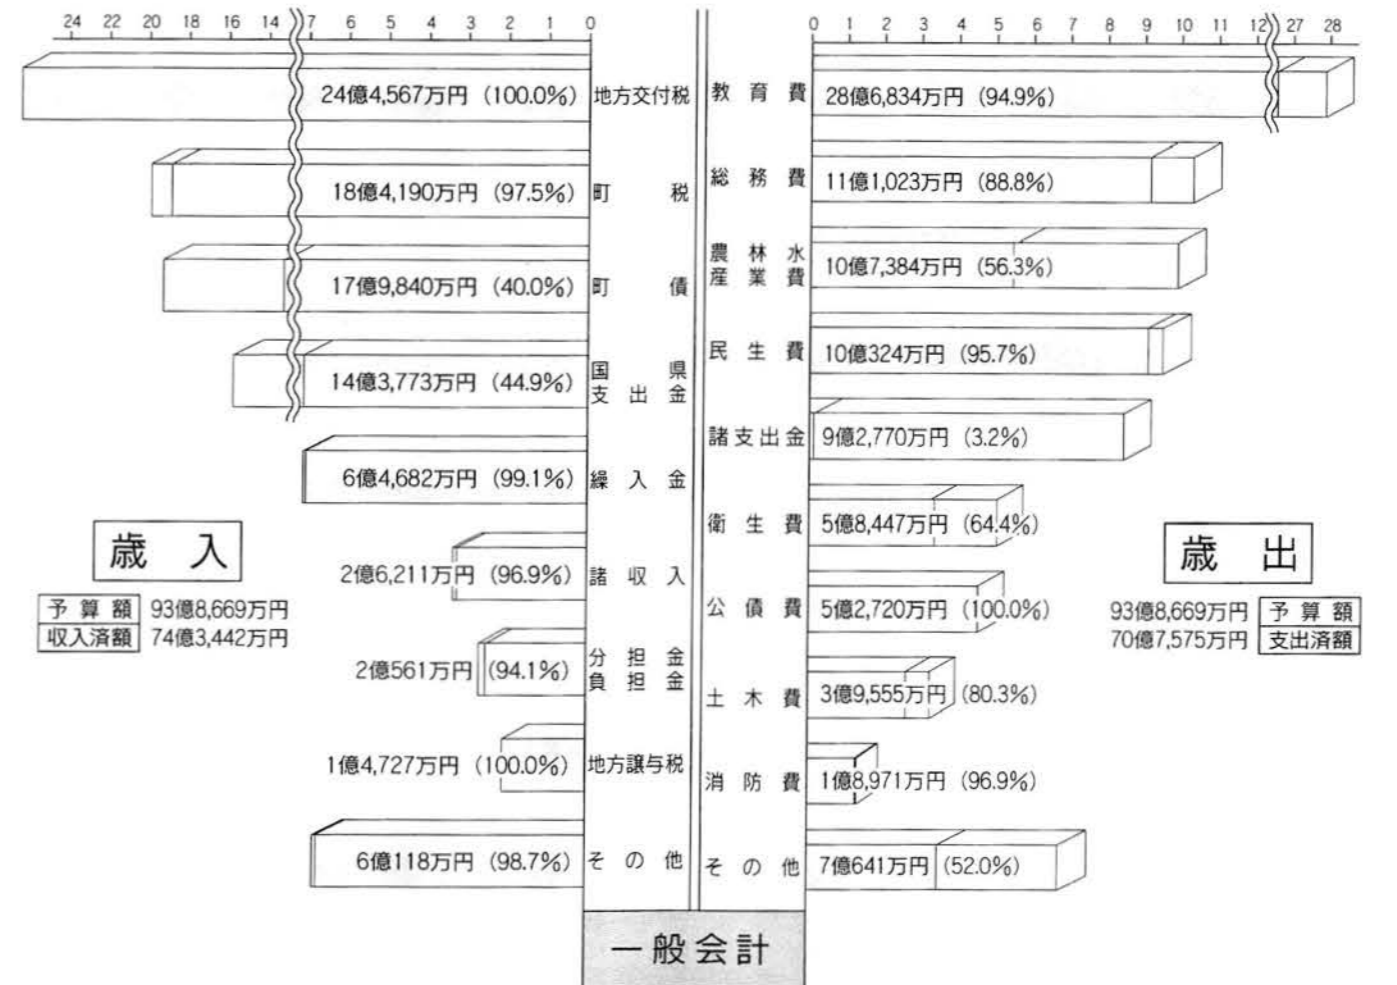 24 22 20 18 16 14 7 6 5 4 3 2 1 0
0 1 2 3 4 5 6 7 8 9 10 11 12 27 28
24億4,567万円 (100.0%) 地方交付税
18億4,190万円 (97.5%) 町税
17億9,840万円 (40.0%) 町債
14億3,773万円 (44.9%) 国県
支出金
6億4,682万円 (99.1%) 繰入金
2億6,211万円 (96.9%) 諸収入
2億561万円 (94.1%) 分担金
負担金
1億4,727万円 (100.0%) 地方譲与税
6億118万円 (98.7%) その他
歳入
予算額 93億8,669万円
収入済額 74億3,442万円
教育費 28億6,834万円 (94.9%)
総務費 11億1,023万円 (88.8%)
農林水
産業費 10億7,384万円 (56.3%)
民生費 10億324万円 (95.7%)
諸支出金 9億2,770万円 (3.2%)
衛生費 5億8,447万円 (64.4%)
公債費 5億2,720万円 (100.0%)
土木費 3億9,555万円 (80.3%)
消防費 1億8,971万円 (96.9%)
その他 7億641万円 (52.0%)
歳出
93億8,669万円 予算額
70億7,575万円 支出済額
一般会計